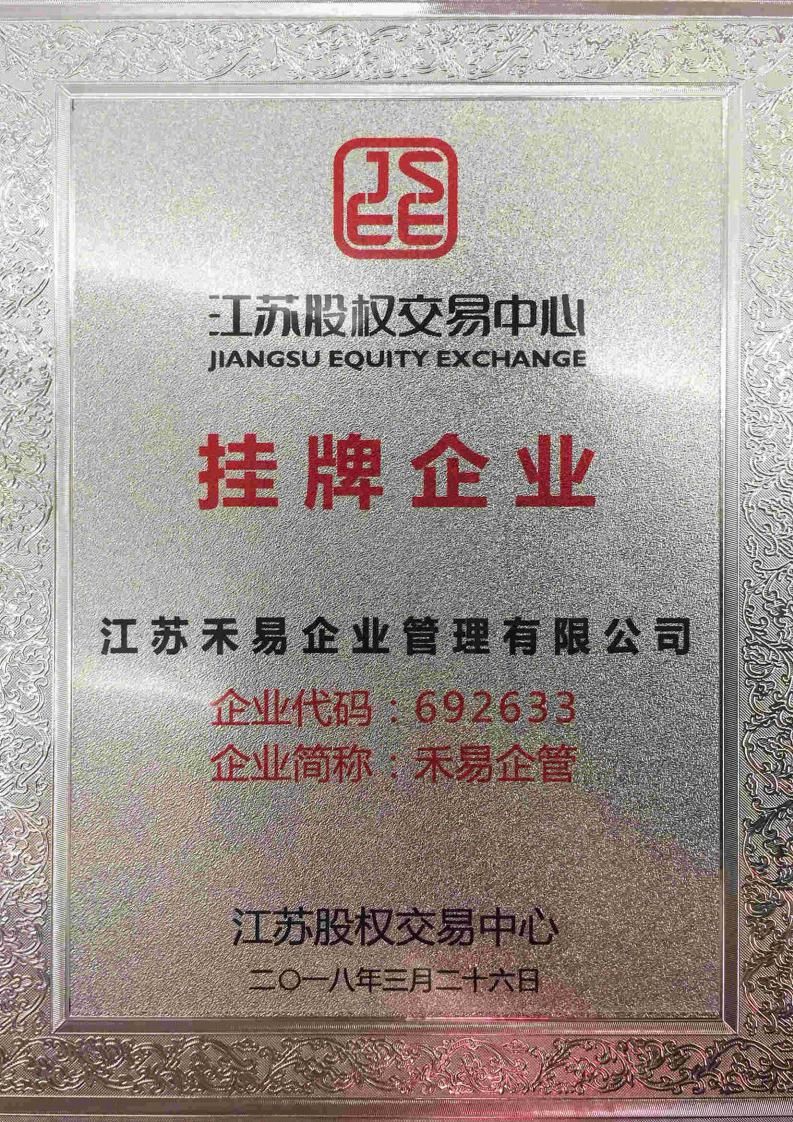 JS
EE
江苏股权交易中心
JIANGSU EQUITY EXCHANGE
挂牌企业
江苏禾易企业管理有限公司
企业代码：692633
企业简称：禾易企管
江苏股权交易中心
二〇一八年三月二十六日